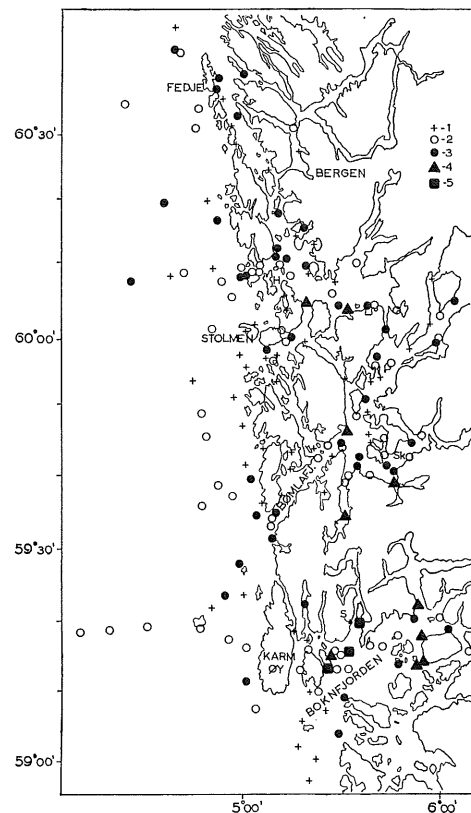 FEDJE
60°30'
BERGEN
+ -1
-2
-3
-4
-5
H
60°00'
STOLMEN
Sk
BØMLAFJ.
59°30'
S
KARM
ØY
BOKNFJORDEN
59°00'
5°00'
6°00'